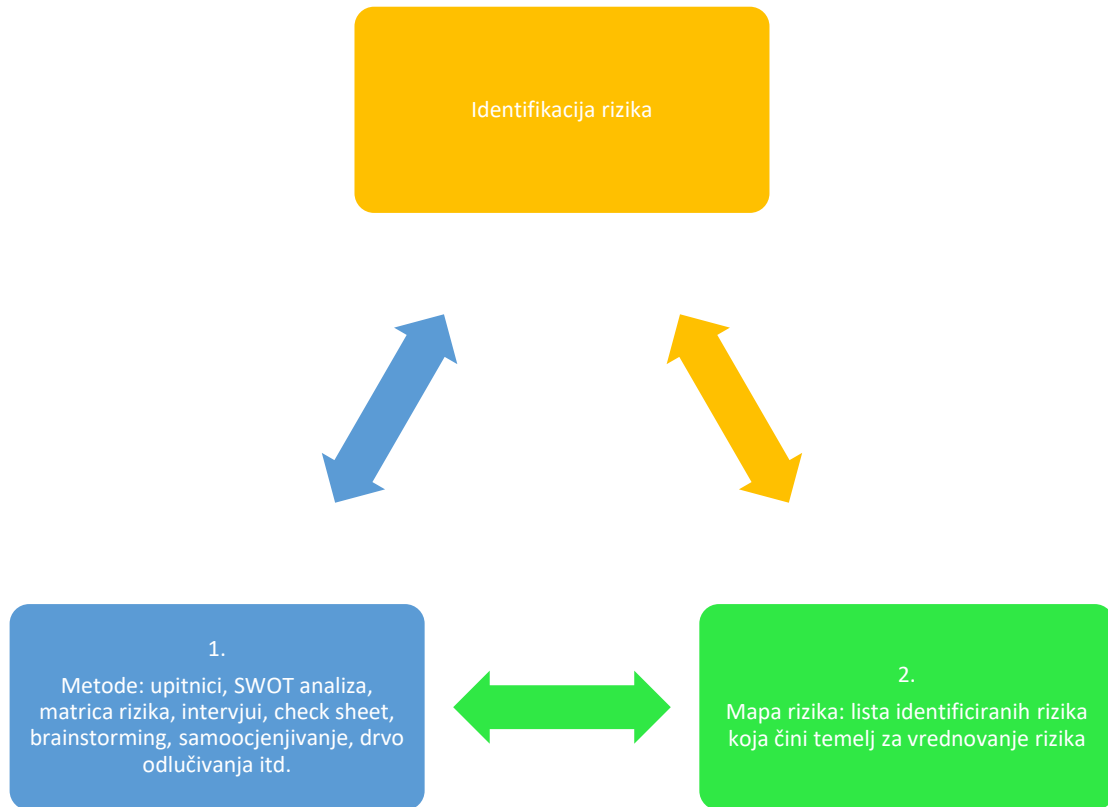 Identifikacija rizika
1.
Metode: upitnici, SWOT analiza,
matrica rizika, intervjui, check sheet,
brainstorming, samoocjenjivanje, drvo
odlučivanja itd.
2.
Mapa rizika: lista identificiranih rizika
koja čini temelj za vrednovanje rizika